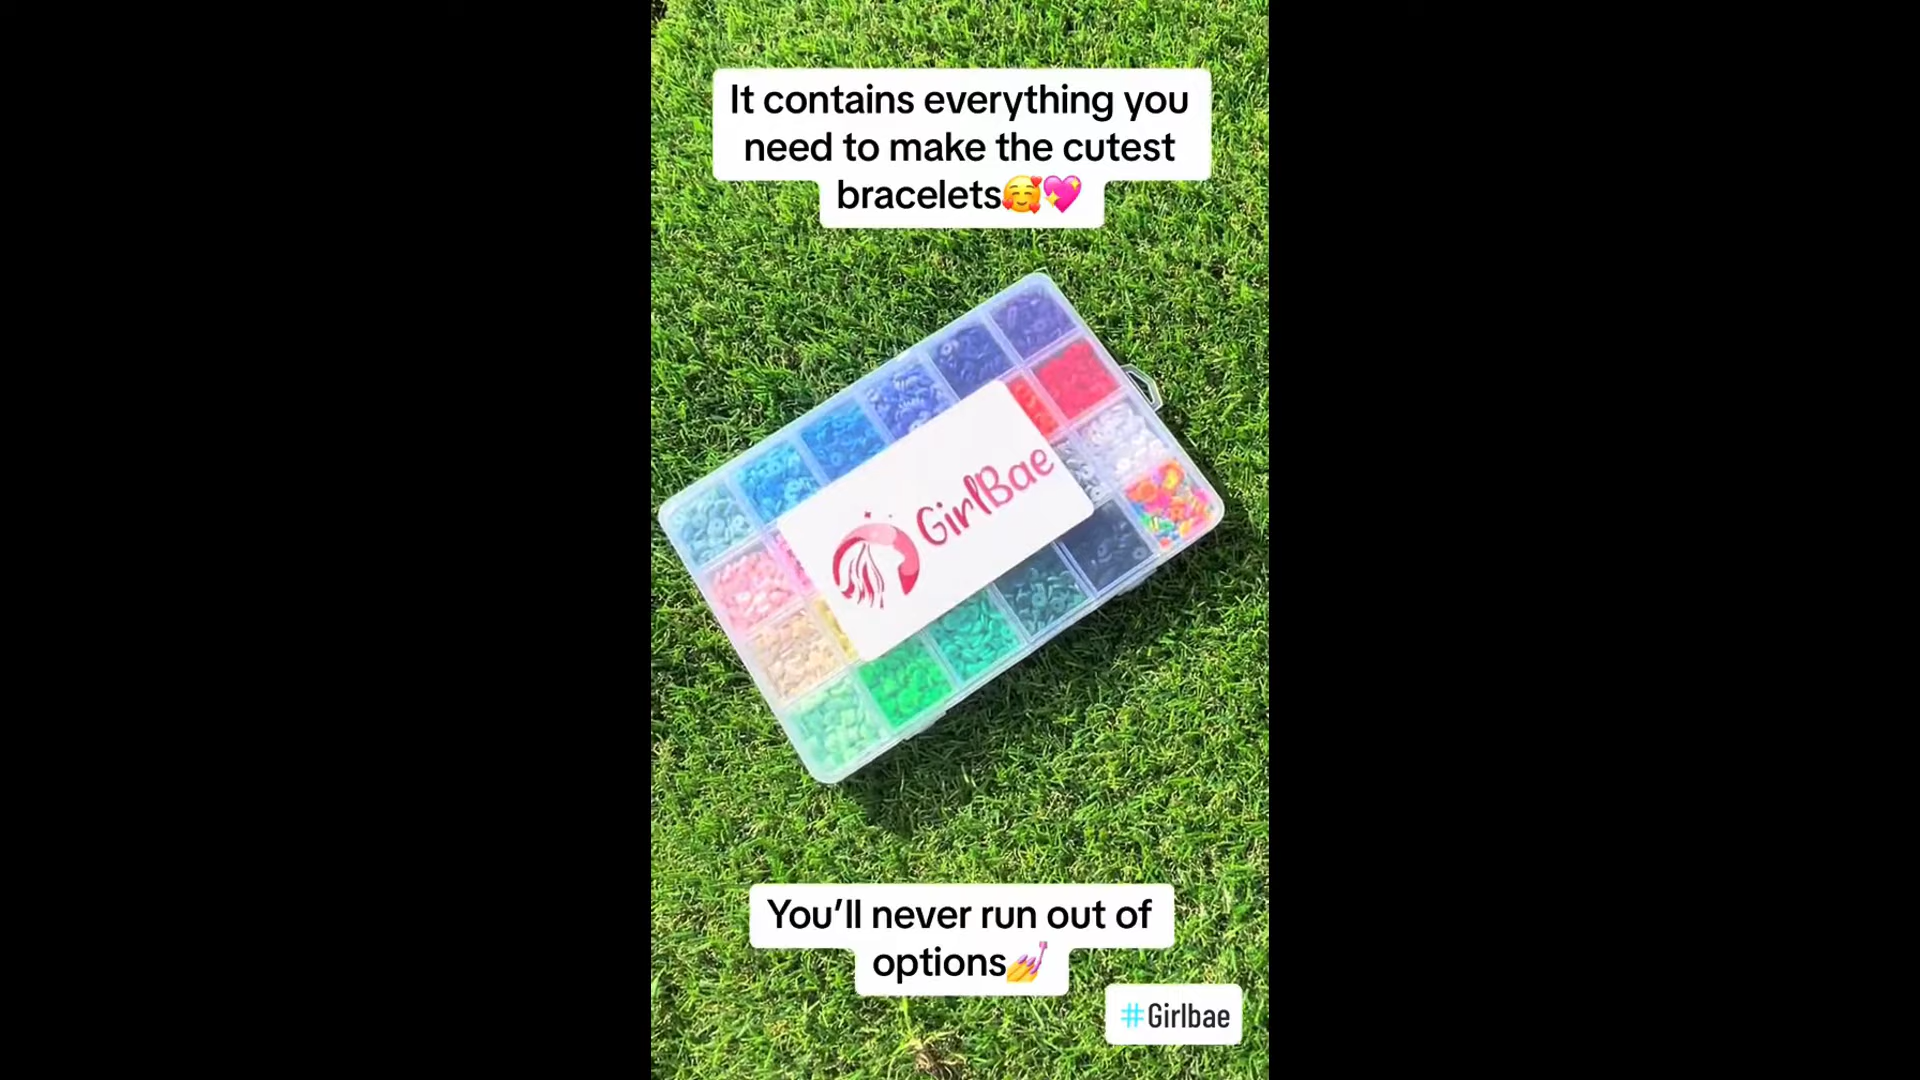 It contains everything you
need to make the cutest
bracelets🥰💖
GirlBae
You’ll never run out of
options💅
#Girlbae